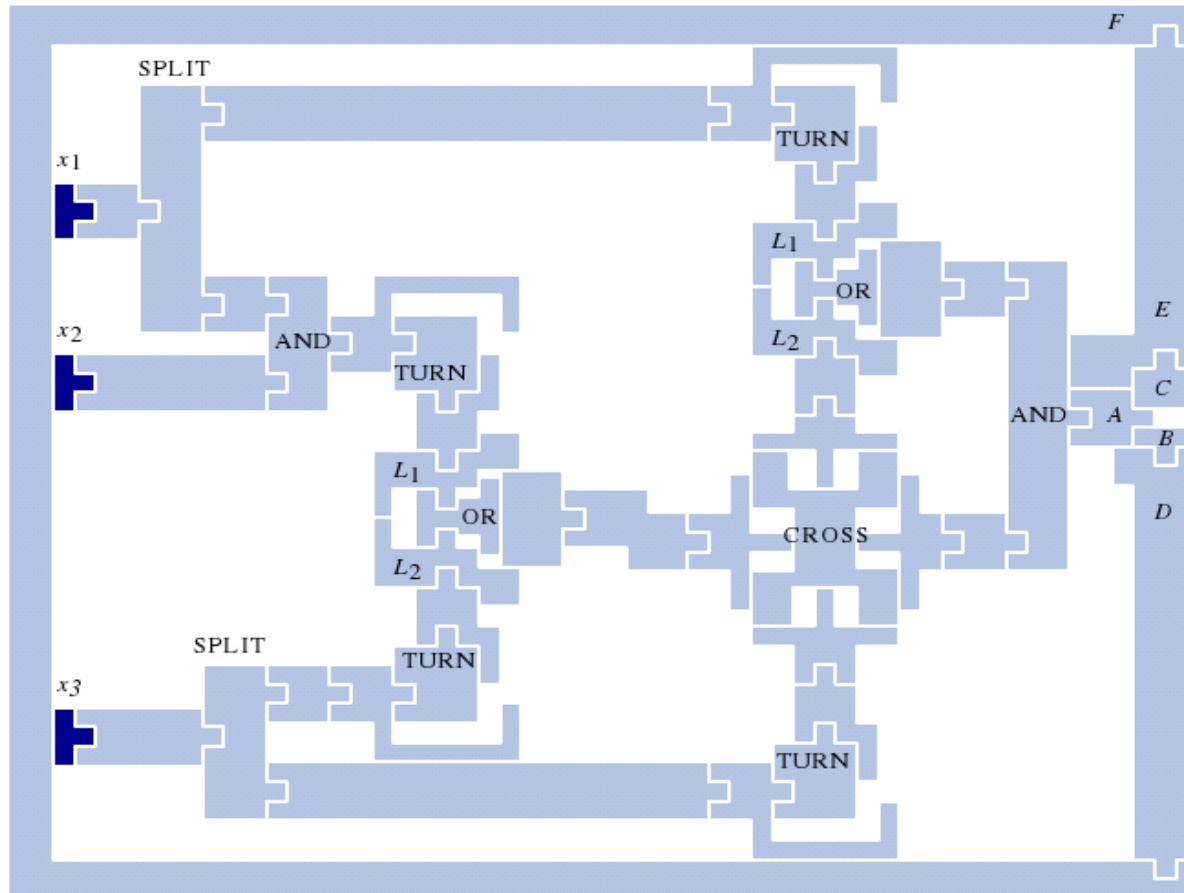 F
SPLIT
TURN
x1
L1
OR
E
x2
AND
L2
C
TURN
AND
A
B
L1
OR
CROSS
D
L2
SPLIT
TURN
x3
TURN